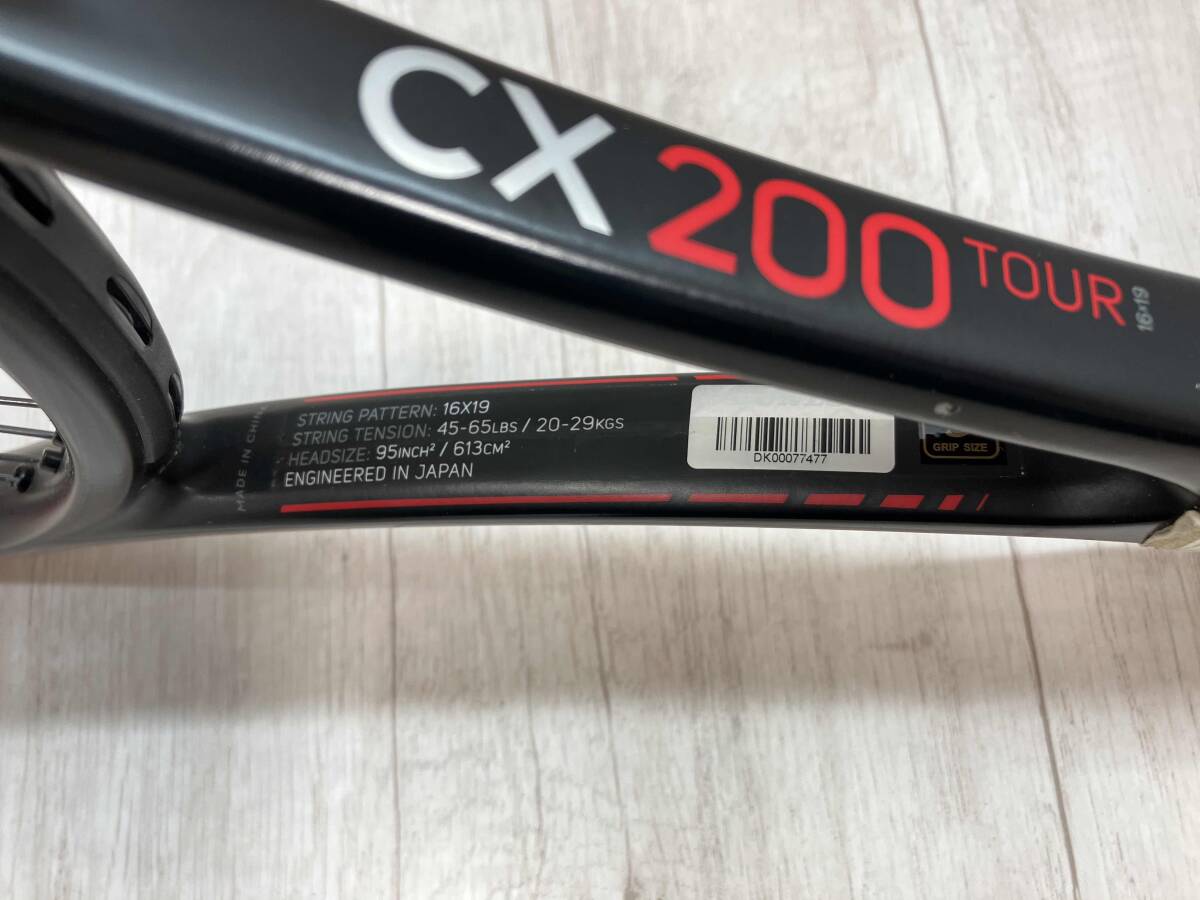 CX 200 TOUR
16×19
STRING PATTERN: 16X19
STRING TENSION: 45-65LBS / 20-29KGS
HEADSIZE: 95INCH² / 613CM²
ENGINEERED IN JAPAN
MADE IN CHINA
DK00077477
GRIP SIZE